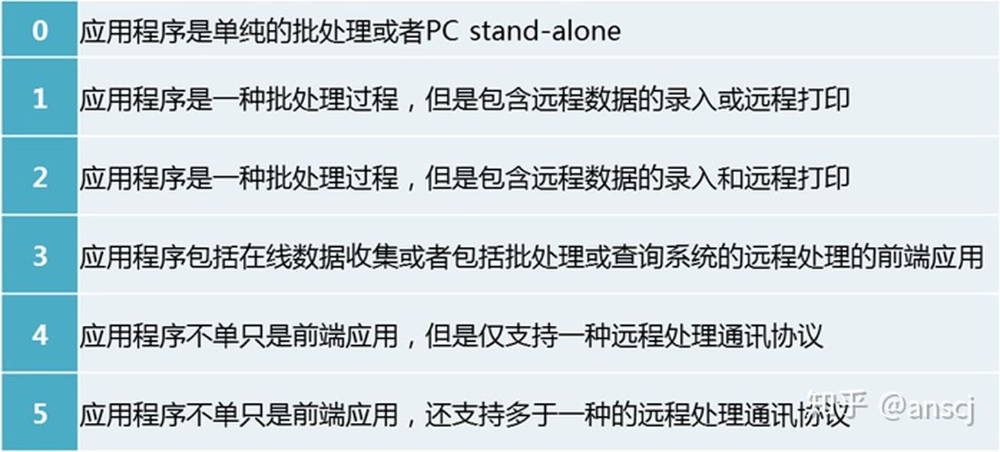 0 应用程序是单纯的批处理或者PC stand-alone
1 应用程序是一种批处理过程，但是包含远程数据的录入或远程打印
2 应用程序是一种批处理过程，但是包含远程数据的录入和远程打印
3 应用程序包括在线数据收集或者包括批处理或查询系统的远程处理的前端应用
4 应用程序不单只是前端应用，但是仅支持一种远程处理通讯协议
5 应用程序不单只是前端应用，还支持多于一种的远程处理通讯协议
知乎 @anscj